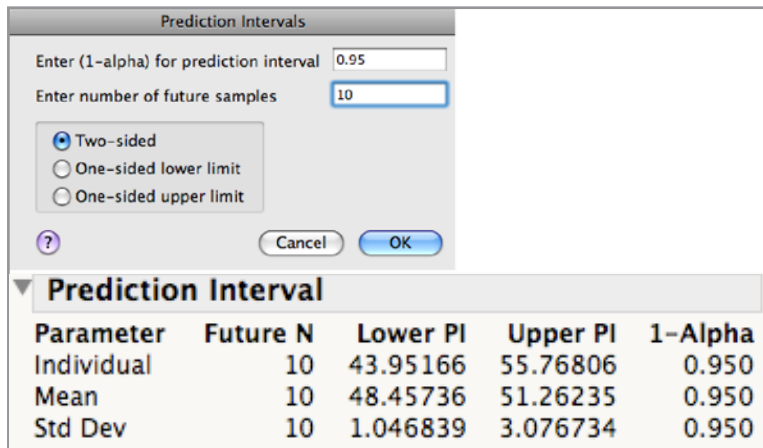 Prediction Intervals
Enter (1-alpha) for prediction interval 0.95
Enter number of future samples 10
Two-sided
One-sided lower limit
One-sided upper limit
? Cancel OK
Prediction Interval
Parameter Future N Lower PI Upper PI 1-Alpha
Individual 10 43.95166 55.76806 0.950
Mean 10 48.45736 51.26235 0.950
Std Dev 10 1.046839 3.076734 0.950